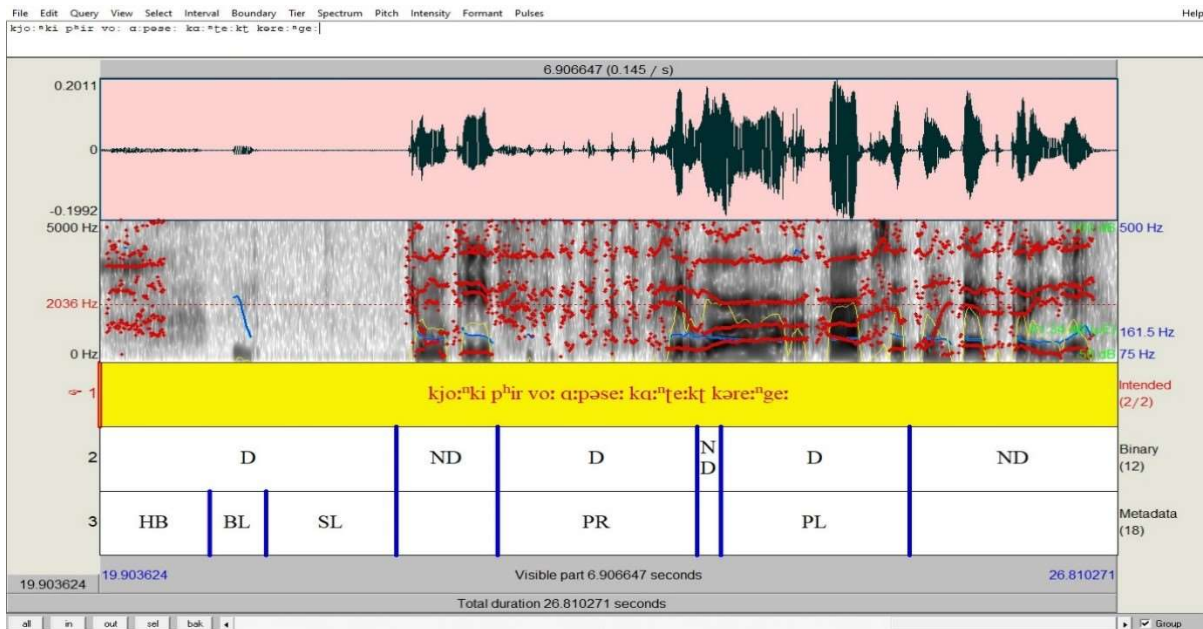 File Edit Query View Select Interval Boundary Tier Spectrum Pitch Intensity Formant Pulses Help
kjoːⁿki pʰir voː ɑːpəseː kɑːⁿʈeːkʈ kəreːⁿgeː
6.906647 (0.145 / s)
0.2011
0
-0.1992
5000 Hz 500 Hz
2036 Hz
161.5 Hz
0 Hz 75 Hz
1 kjoːⁿki pʰir voː ɑːpəseː kɑːⁿʈeːkʈ kəreːⁿgeː Intended
(2/2)
2 D ND D ND D ND Binary
(12)
3 HB BL SL PR PL Metadata
(18)
19.903624 19.903624 Visible part 6.906647 seconds 26.810271
Total duration 26.810271 seconds
all in out sel bak Group